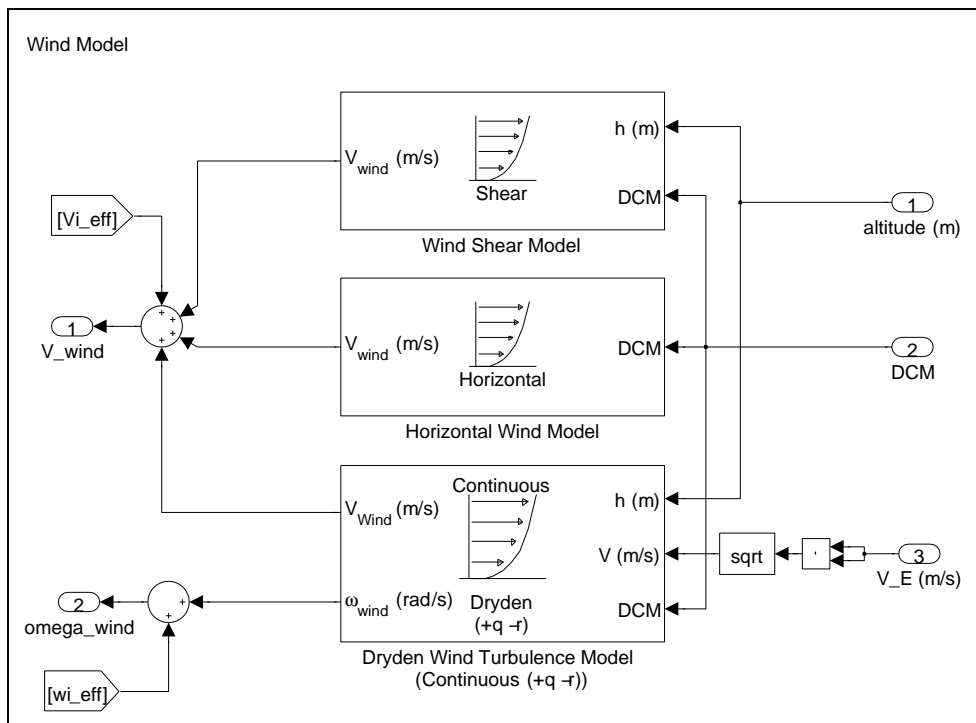 Wind Model
V_wind (m/s)
Shear
h (m)
DCM
Wind Shear Model
[Vi_eff]
1
altitude (m)
+
+
+
+
1
V_wind
V_wind (m/s)
Horizontal
DCM
Horizontal Wind Model
2
DCM
Continuous
V_Wind (m/s)
h (m)
V (m/s)
sqrt
·
3
V_E (m/s)
ω_wind (rad/s)
Dryden
(+q −r)
DCM
2
omega_wind
+
+
[wi_eff]
Dryden Wind Turbulence Model
(Continuous (+q −r))